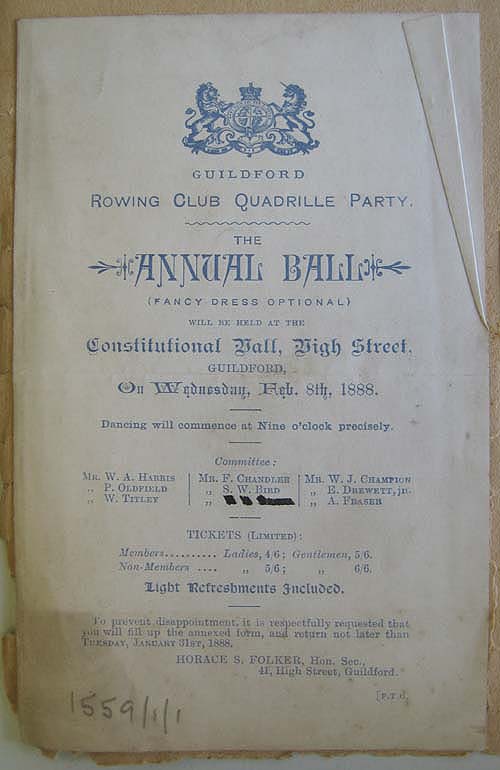 GUILDFORD
ROWING CLUB QUADRILLE PARTY.
THE
ANNUAL BALL
(FANCY DRESS OPTIONAL)
WILL BE HELD AT THE
Constitutional Hall, High Street,
GUILDFORD,
On Wednesday, Feb. 8th, 1888.
Dancing will commence at Nine o'clock precisely.
Committee:
MR. W. A. HARRIS
„ P. OLDFIELD
„ W. TITLEY
MR. F. CHANDLER
„ S. W. BIRD
„
MR. W. J. CHAMPION
„ E. DREWETT, jr.
„ A. FRASER
TICKETS (LIMITED):
Members.......... Ladies, 4/6; Gentlemen, 5/6.
Non-Members .... „ 5/6; „ 6/6.
Light Refreshments Included.
To prevent disappointment, it is respectfully requested that
you will fill up the annexed form, and return not later than
TUESDAY, JANUARY 31ST, 1888.
HORACE S. FOLKER, Hon. Sec.,
41, High Street, Guildford.
[P.T.O.
1559/1/1